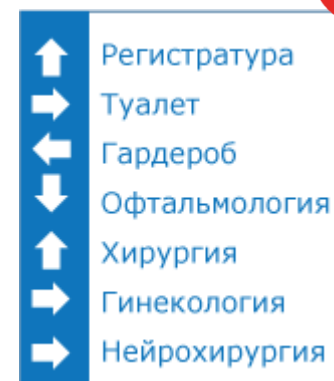 Регистратура
Туалет
Гардероб
Офтальмология
Хирургия
Гинекология
Нейрохирургия